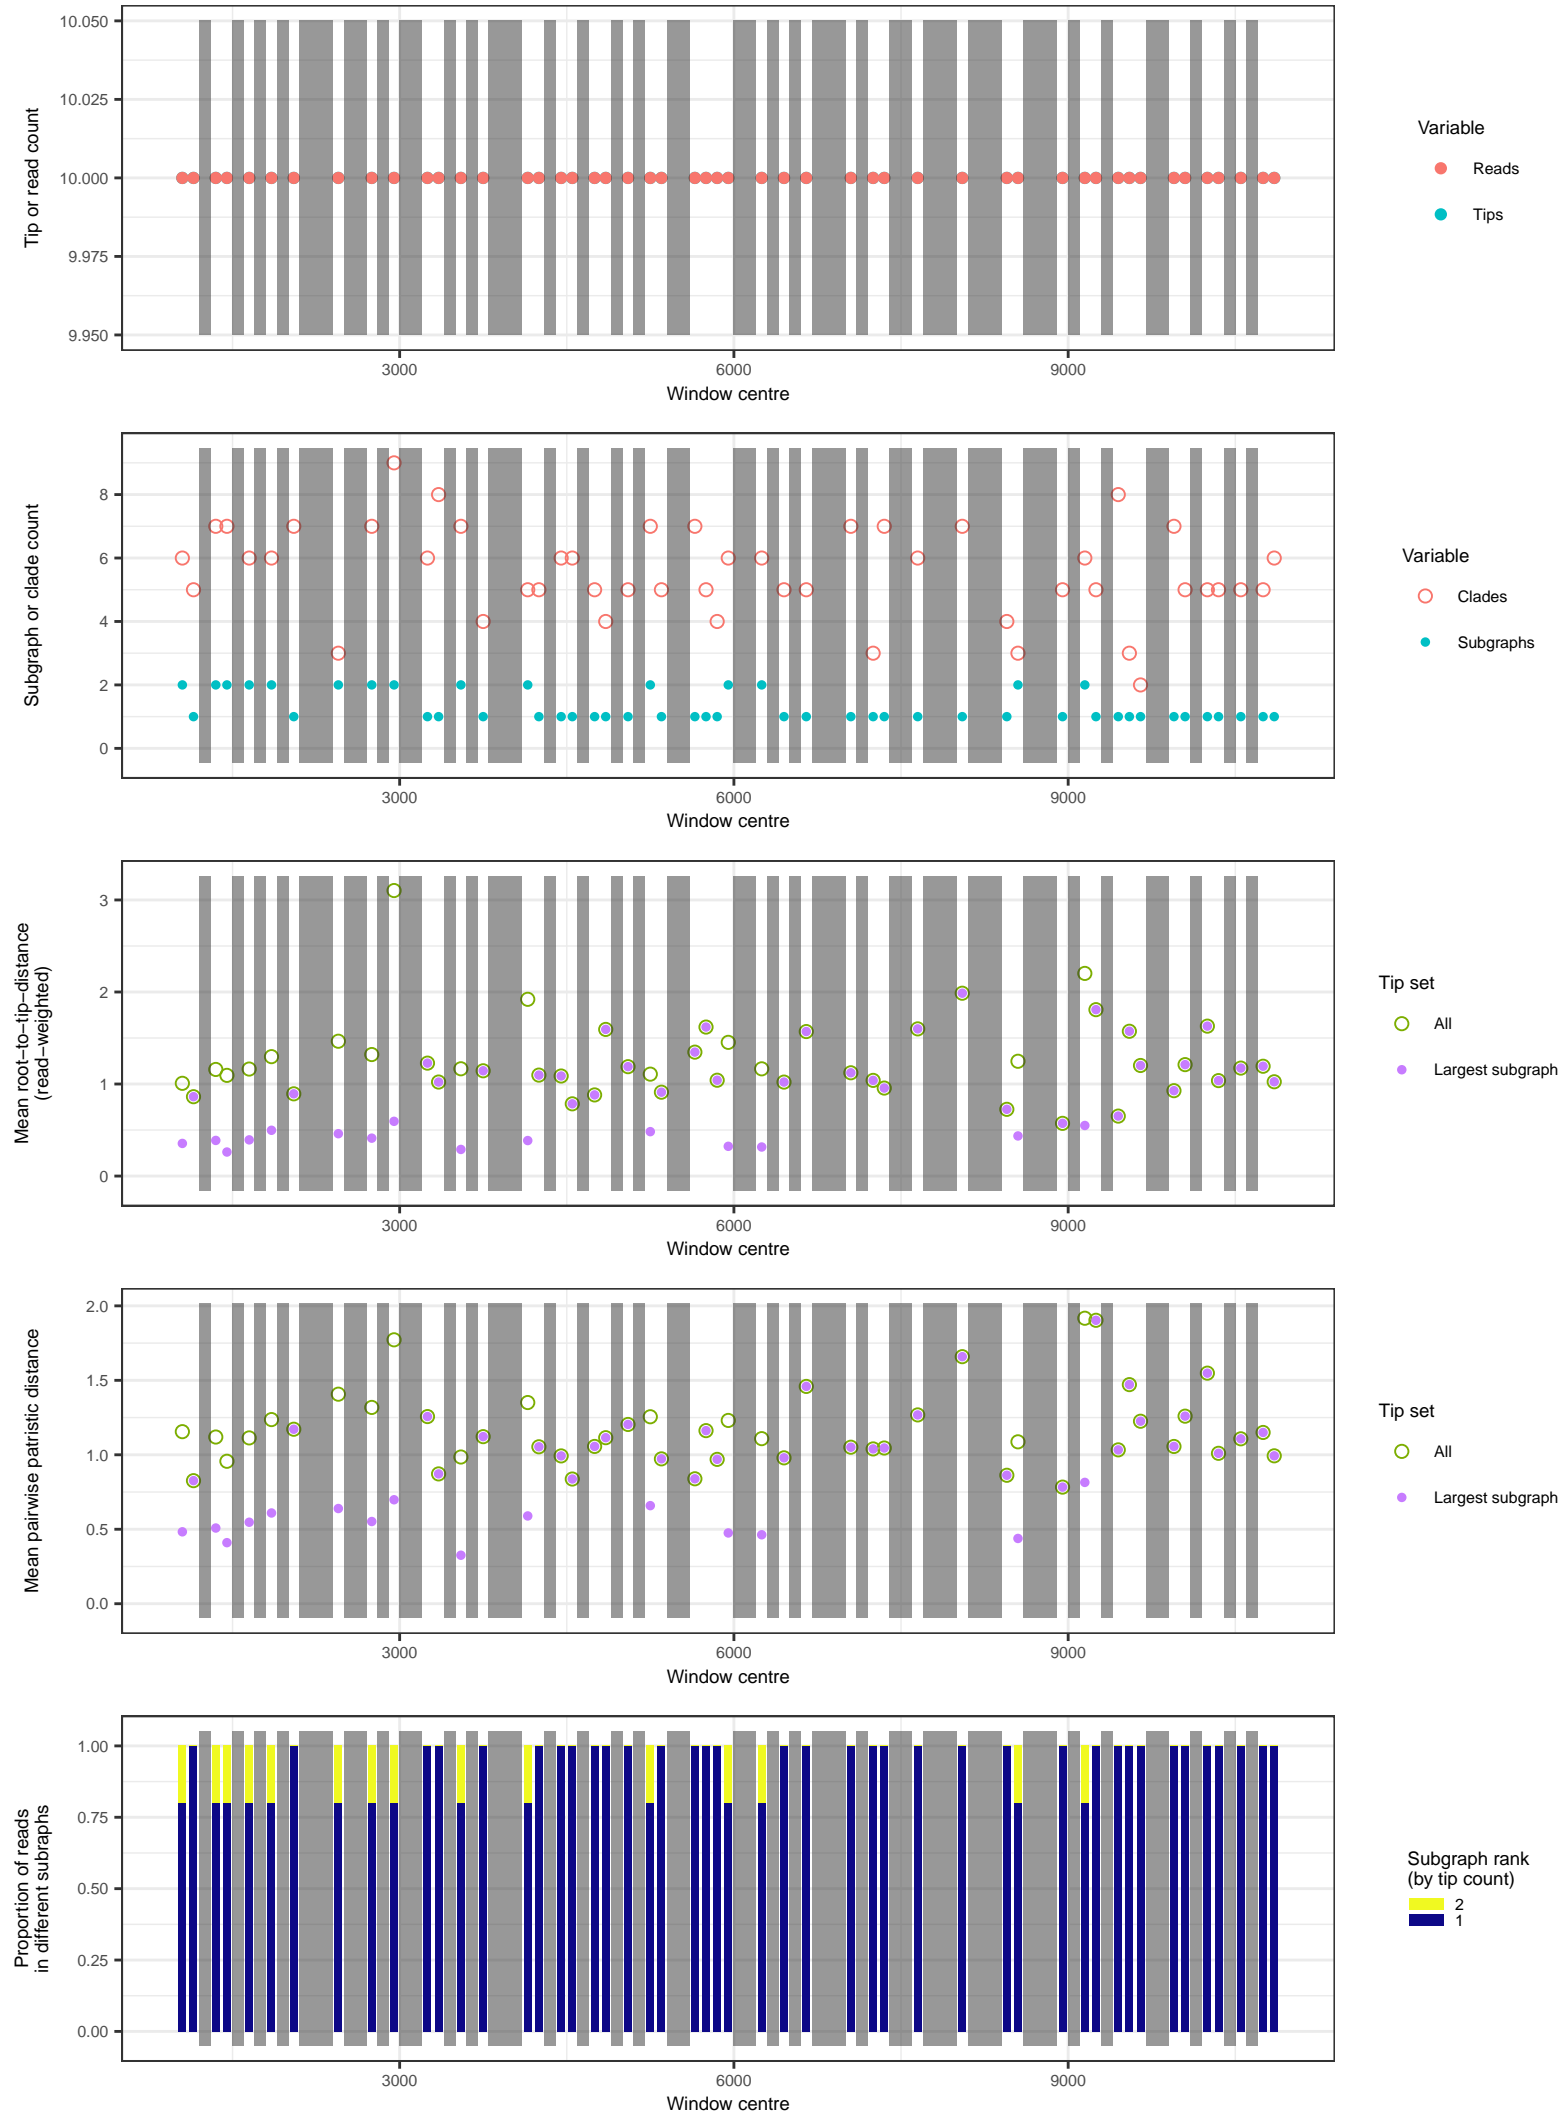 10.050
10.025
10.000
9.975
9.950
Tip or read count
3000
6000
9000
Window centre
Variable
Reads
Tips
8
6
4
2
0
Subgraph or clade count
3000
6000
9000
Window centre
Variable
Clades
Subgraphs
3
2
1
0
Mean root−to−tip−distance
(read−weighted)
3000
6000
9000
Window centre
Tip set
All
Largest subgraph
2.0
1.5
1.0
0.5
0.0
Mean pairwise patristic distance
3000
6000
9000
Window centre
Tip set
All
Largest subgraph
1.00
0.75
0.50
0.25
0.00
Proportion of reads
in different subraphs
3000
6000
9000
Window centre
Subgraph rank
(by tip count)
2
1